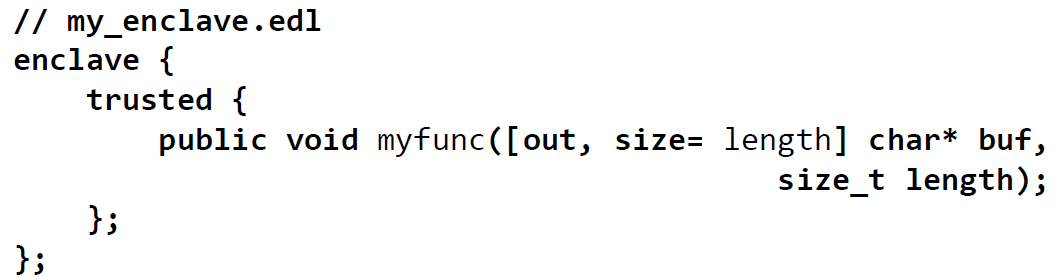 // my_enclave.edl
enclave {
    trusted {
        public void myfunc([out, size= length] char* buf,
                                          size_t length);
    };
};